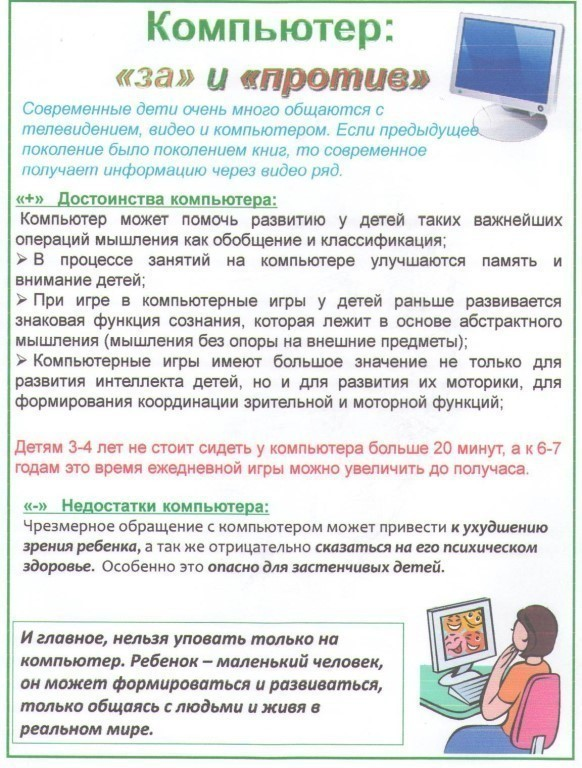 Компьютер:
«за» и «против»
Современные дети очень много общаются с
телевидением, видео и компьютером. Если предыдущее
поколение было поколением книг, то современное
получает информацию через видео ряд.
«+» Достоинства компьютера:
Компьютер может помочь развитию у детей таких важнейших
операций мышления как обобщение и классификация;
➢ В процессе занятий на компьютере улучшаются память и
внимание детей;
➢ При игре в компьютерные игры у детей раньше развивается
знаковая функция сознания, которая лежит в основе абстрактного
мышления (мышления без опоры на внешние предметы);
➢ Компьютерные игры имеют большое значение не только для
развития интеллекта детей, но и для развития их моторики, для
формирования координации зрительной и моторной функций;
Детям 3-4 лет не стоит сидеть у компьютера больше 20 минут, а к 6-7
годам это время ежедневной игры можно увеличить до получаса.
«-» Недостатки компьютера:
Чрезмерное обращение с компьютером может привести к ухудшению
зрения ребенка, а так же отрицательно сказаться на его психическом
здоровье. Особенно это опасно для застенчивых детей.
И главное, нельзя уповать только на
компьютер. Ребенок – маленький человек,
он может формироваться и развиваться,
только общаясь с людьми и живя в
реальном мире.